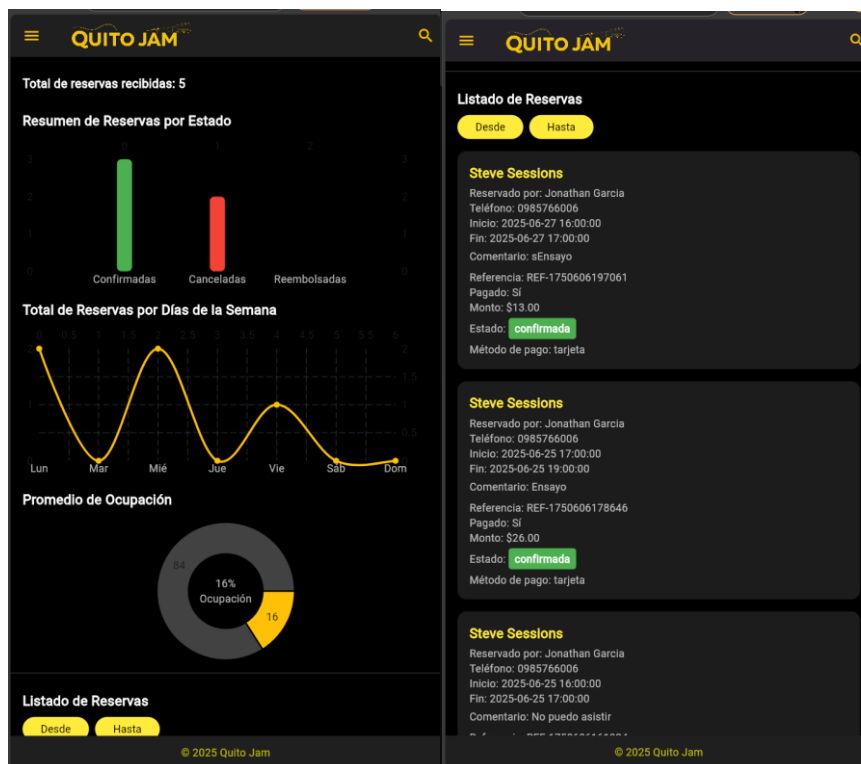 QUITO JAM
Total de reservas recibidas: 5
Resumen de Reservas por Estado
0 1 2
3 3
2 2
1 1
0 0
Confirmadas Canceladas Reembolsadas
Total de Reservas por Días de la Semana
0 0.5 1 1.5 2 2.5 3 3.5 4 4.5 5 5.5 6
2 2
1.5
1 1
0.5
Lun Mar Mié Jue Vie Sáb Dom
Promedio de Ocupación
84
16%
Ocupación
16
Listado de Reservas
Desde Hasta
© 2025 Quito Jam
QUITO JAM
Listado de Reservas
Desde Hasta
Steve Sessions
Reservado por: Jonathan Garcia
Teléfono: 0985766006
Inicio: 2025-06-27 16:00:00
Fin: 2025-06-27 17:00:00
Comentario: sEnsayo
Referencia: REF-1750606197061
Pagado: Sí
Monto: $13.00
Estado: confirmada
Método de pago: tarjeta
Steve Sessions
Reservado por: Jonathan Garcia
Teléfono: 0985766006
Inicio: 2025-06-25 17:00:00
Fin: 2025-06-25 19:00:00
Comentario: Ensayo
Referencia: REF-1750606178646
Pagado: Sí
Monto: $26.00
Estado: confirmada
Método de pago: tarjeta
Steve Sessions
Reservado por: Jonathan Garcia
Teléfono: 0985766006
Inicio: 2025-06-25 16:00:00
Fin: 2025-06-25 17:00:00
Comentario: No puedo asistir
© 2025 Quito Jam